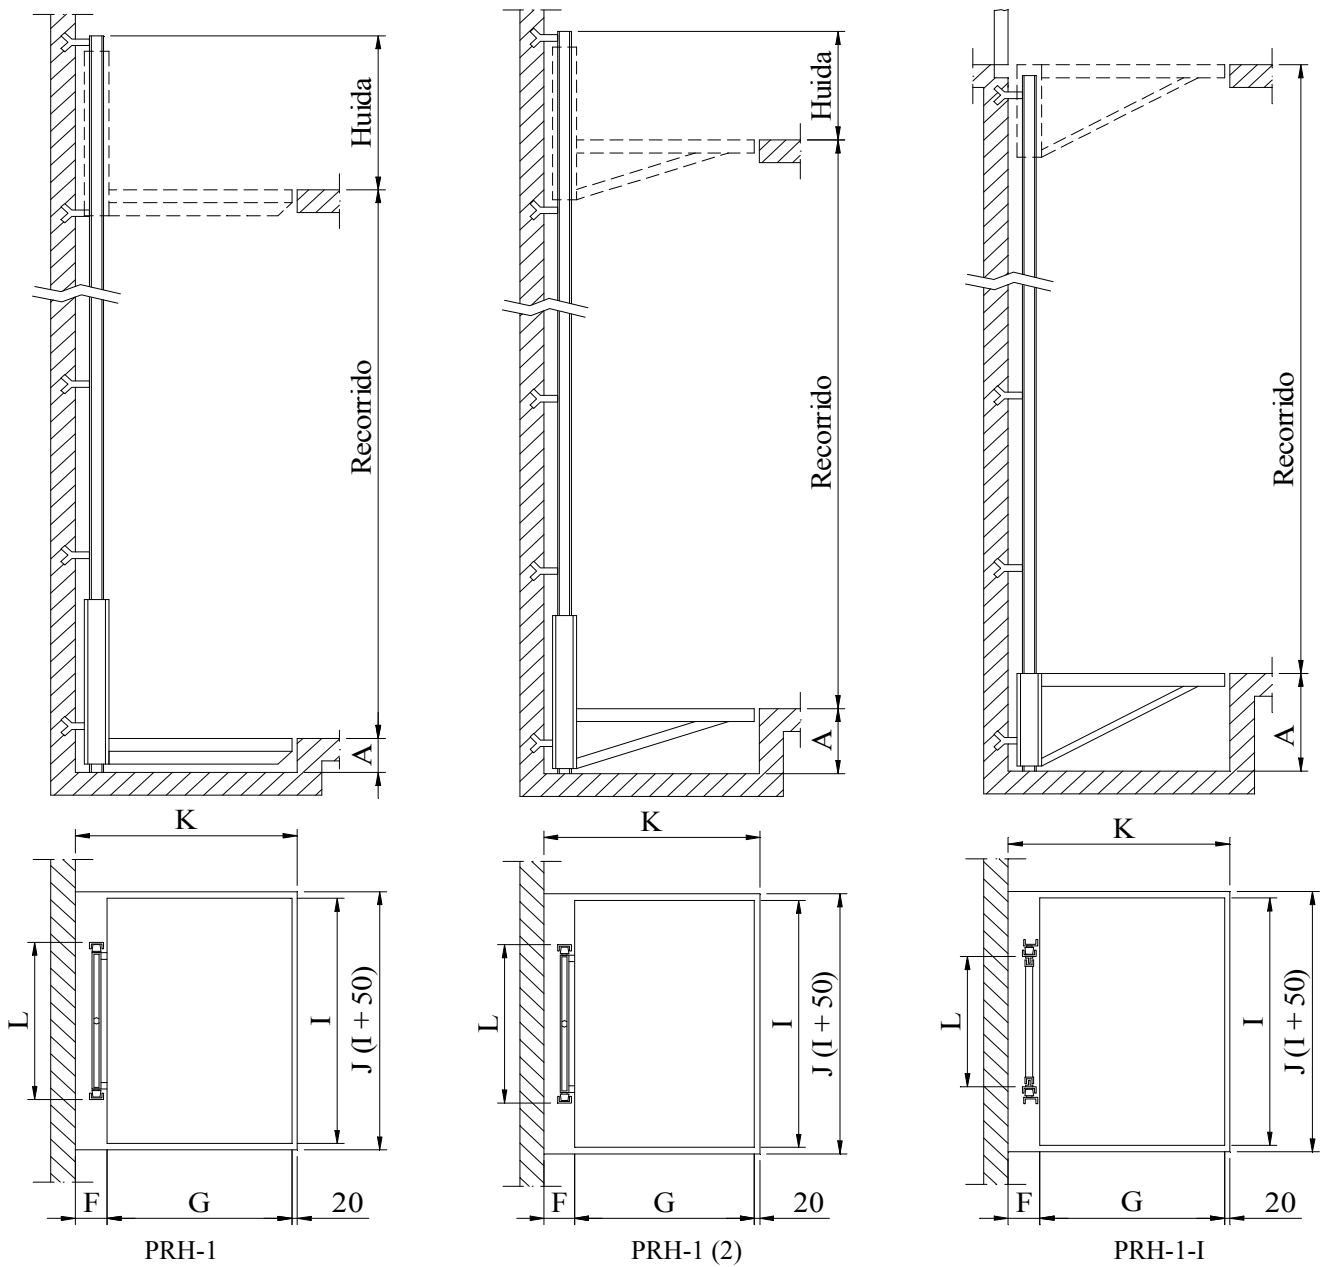 Huida
Recorrido
A
K
L
I
J (I + 50)
F
G
20
PRH-1
Huida
Recorrido
A
K
L
I
J (I + 50)
F
G
20
PRH-1 (2)
Recorrido
A
K
L
I
J (I + 50)
F
G
20
PRH-1-I